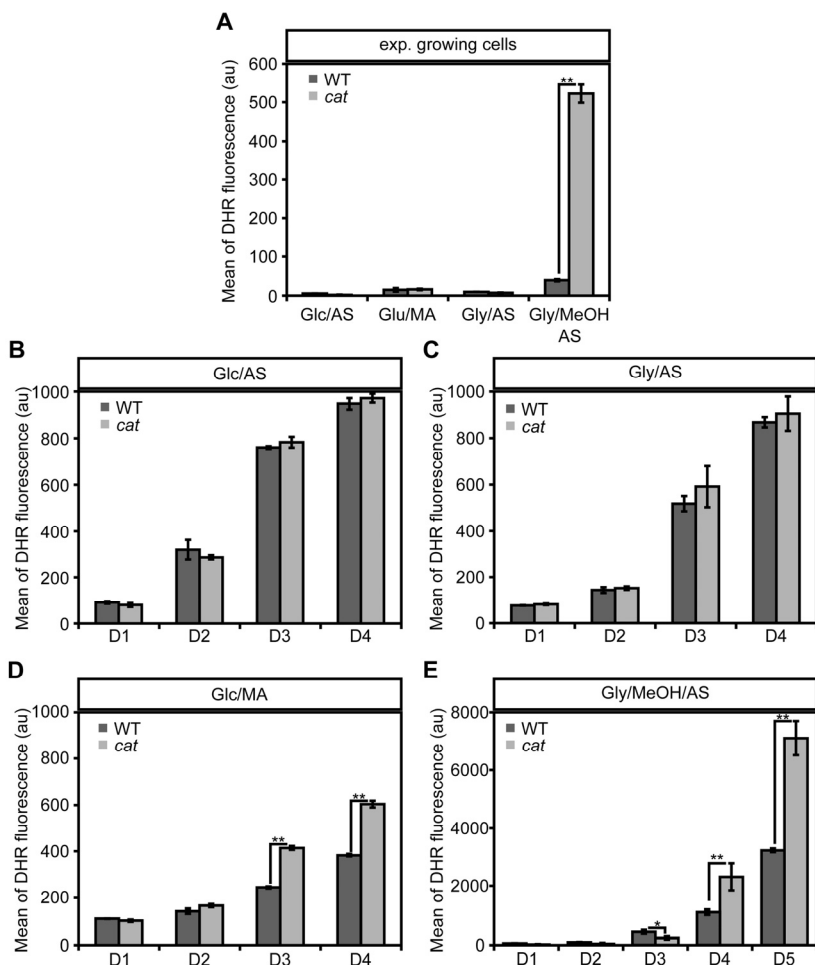 A
exp. growing cells
Mean of DHR fluorescence (au)
600
500
400
300
200
100
0
WT
cat
**
Glc/AS
Glu/MA
Gly/AS
Gly/MeOH
AS
B
Glc/AS
Mean of DHR fluorescence (au)
1000
800
600
400
200
0
WT
cat
D1
D2
D3
D4
C
Gly/AS
Mean of DHR fluorescence (au)
1000
800
600
400
200
0
WT
cat
D1
D2
D3
D4
D
Glc/MA
Mean of DHR fluorescence (au)
1000
800
600
400
200
0
WT
cat
**
**
D1
D2
D3
D4
E
Gly/MeOH/AS
Mean of DHR fluorescence (au)
8000
6000
4000
2000
0
WT
cat
*
**
**
D1
D2
D3
D4
D5